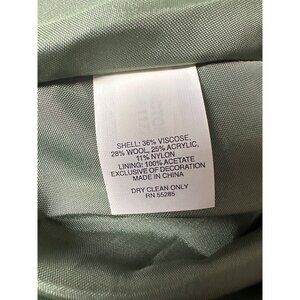 SHELL: 36% VISCOSE,
28% WOOL, 25% ACRYLIC,
11% NYLON
LINING: 100% ACETATE
EXCLUSIVE OF DECORATION
MADE IN CHINA
DRY CLEAN ONLY
RN 55285